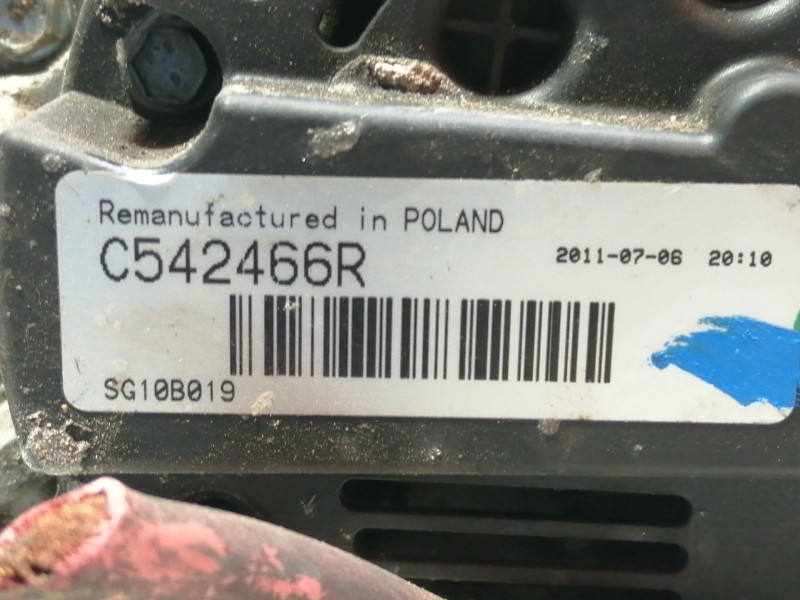 Remanufactured in POLAND
C542466R
2011-07-06 20:10
SG10B019